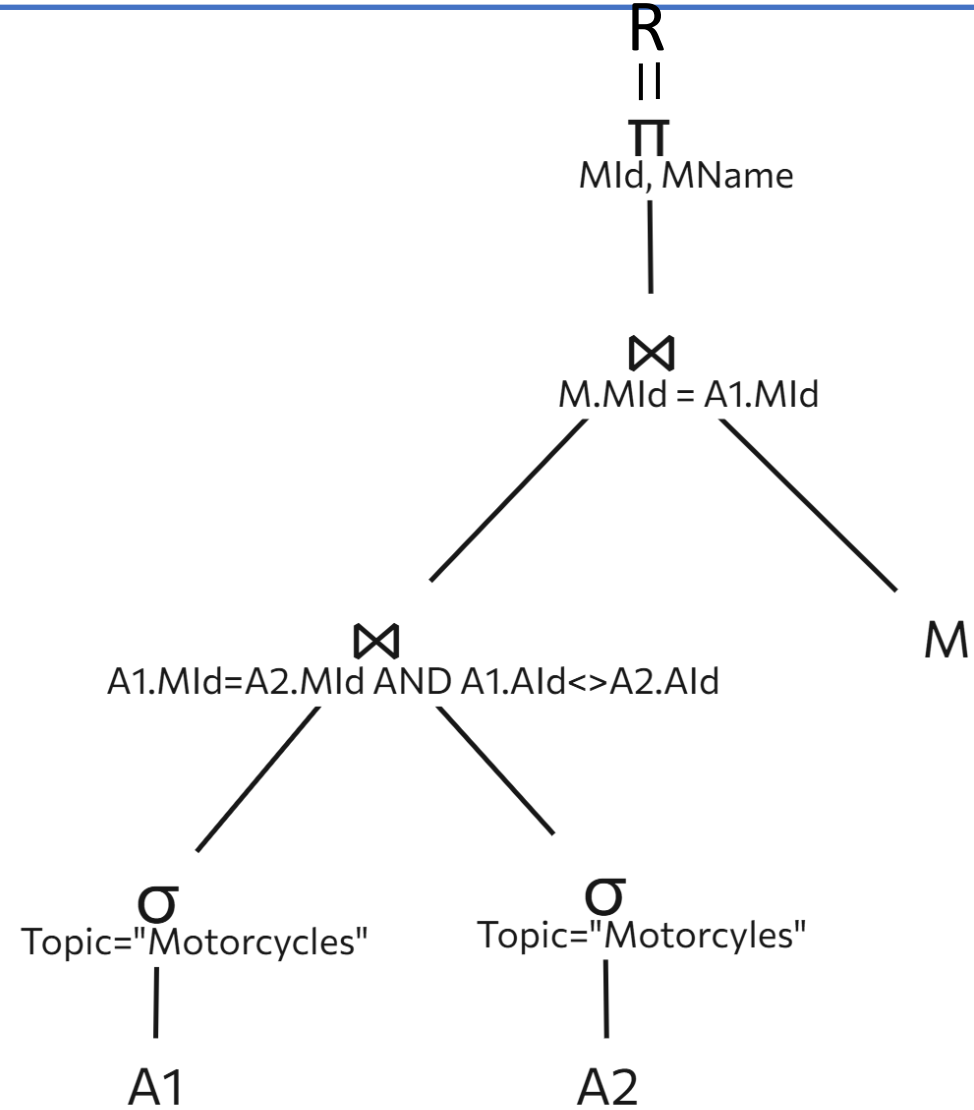 R
||
π
MId, MName
⋈
M.MId = A1.MId
M
⋈
A1.MId=A2.MId AND A1.AId<>A2.AId
σ
Topic="Motorcycles"
σ
Topic="Motorcyles"
A1
A2